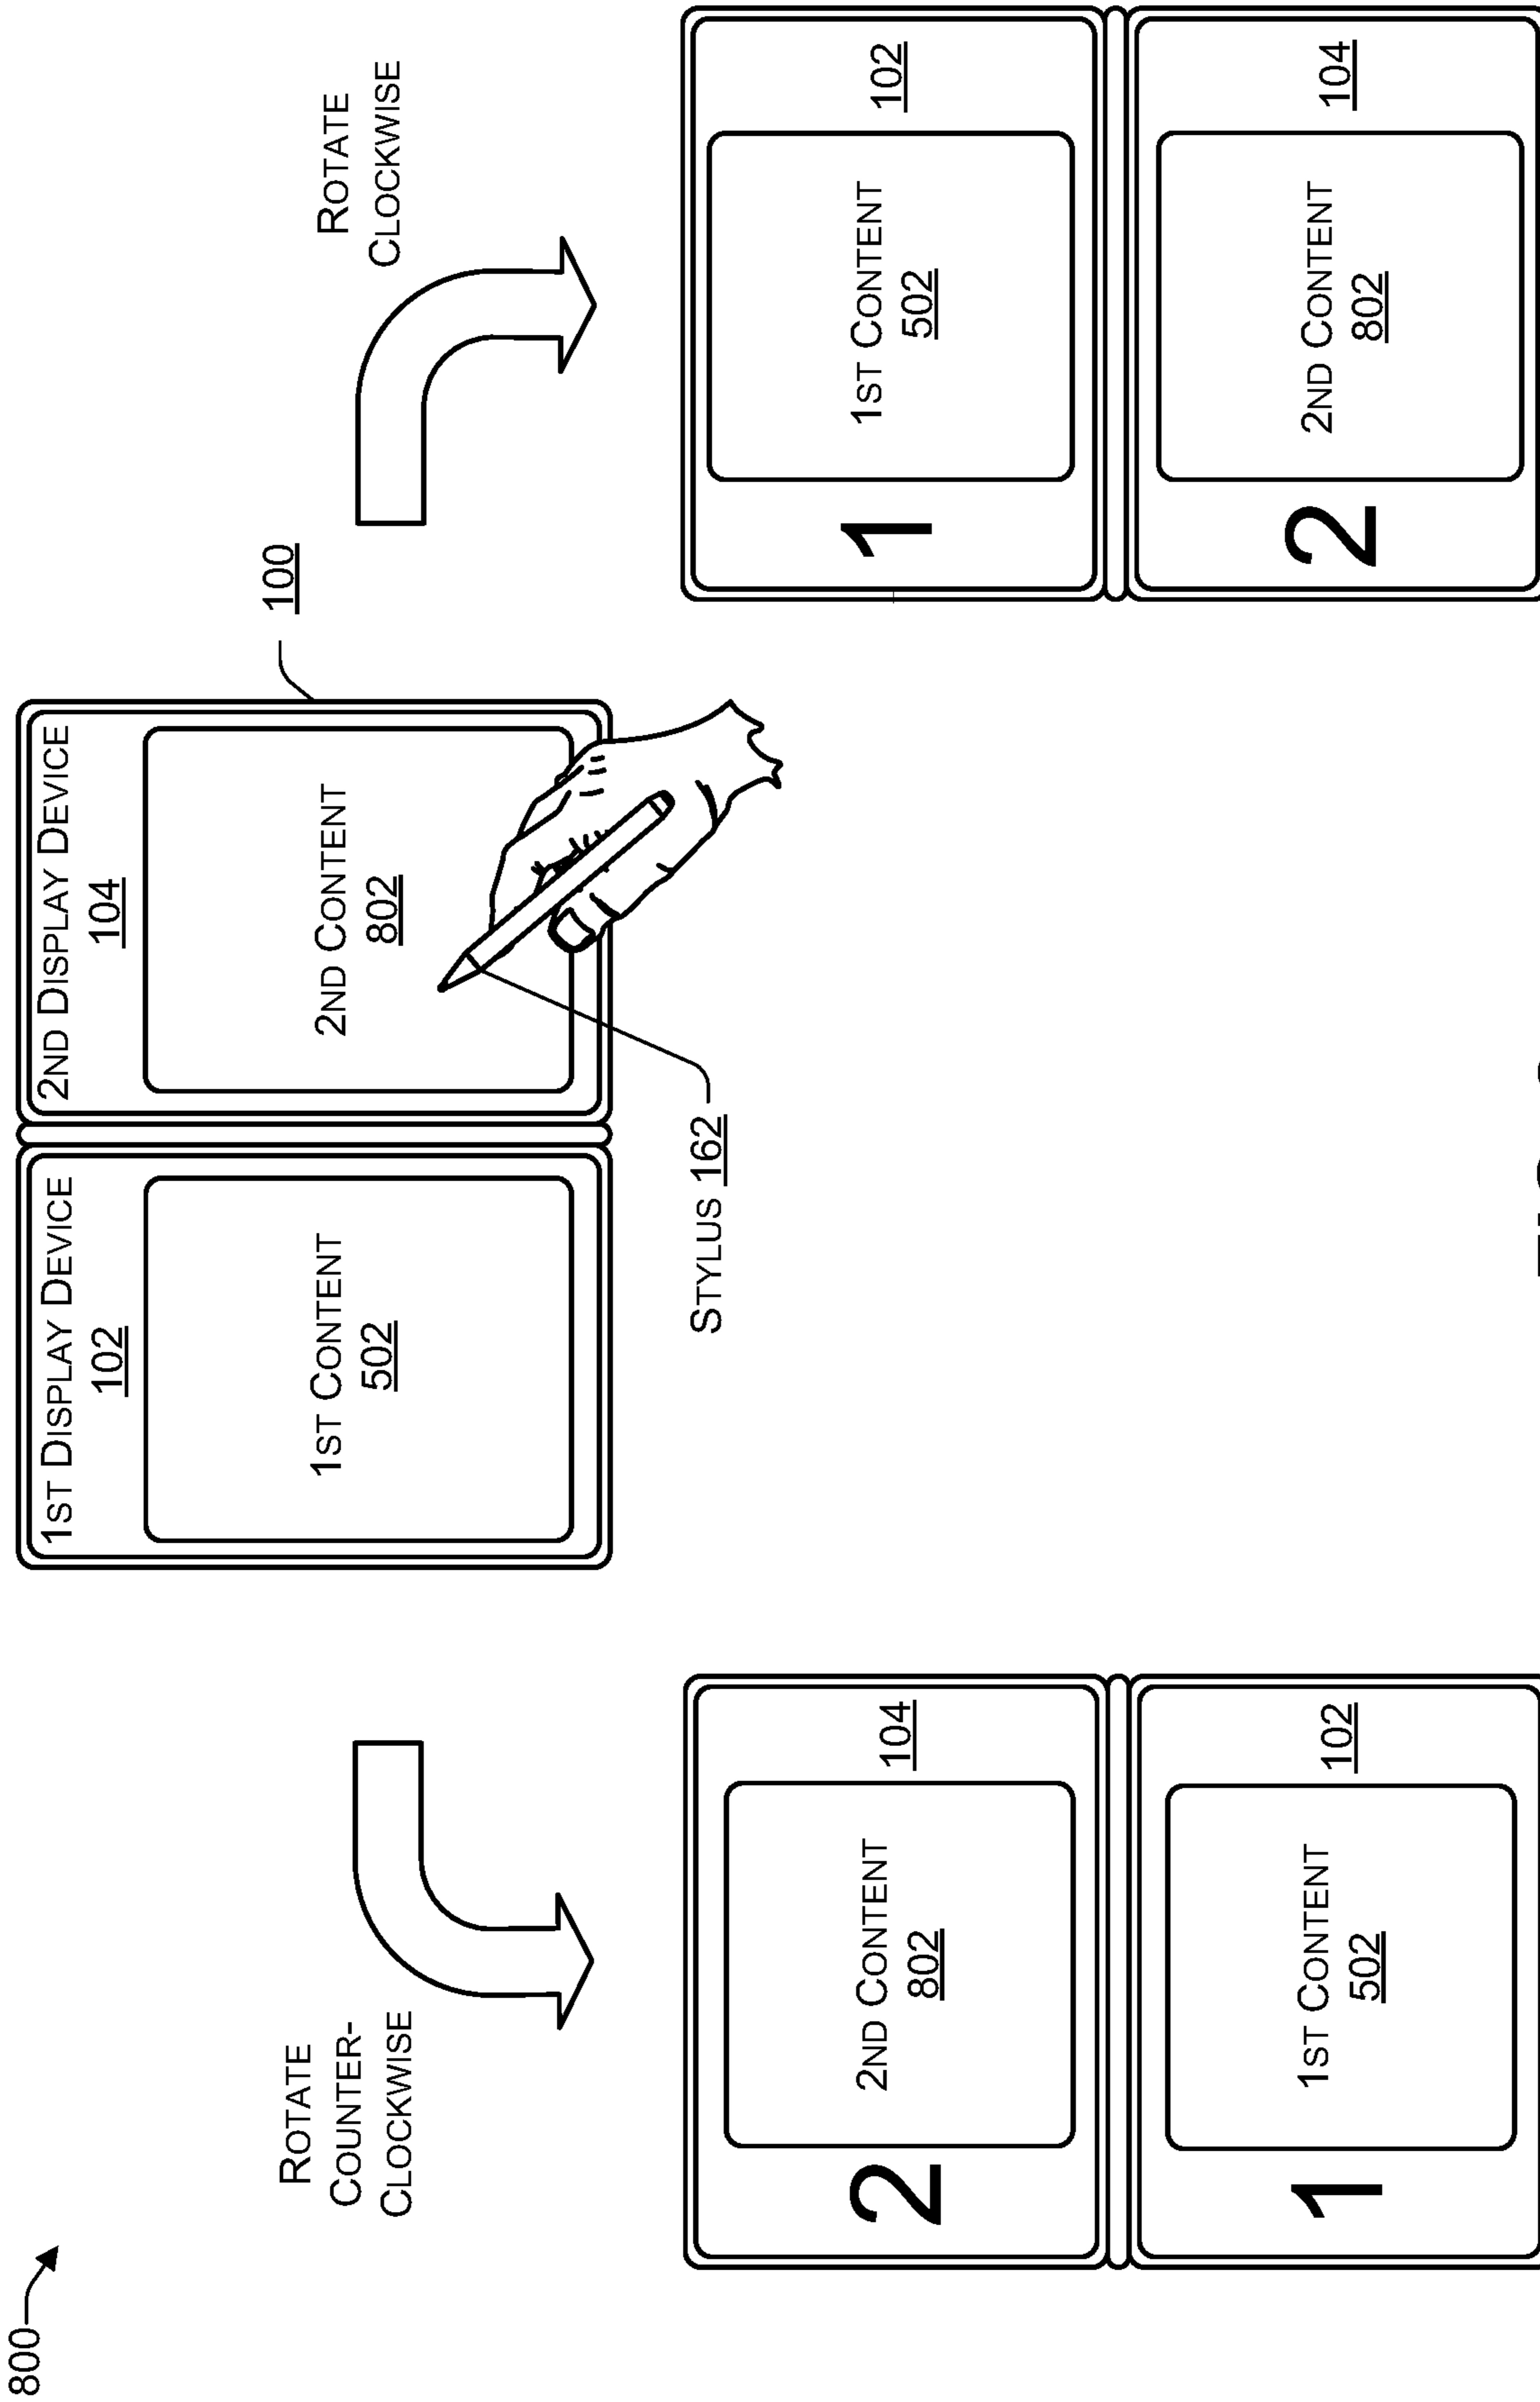 800
1ST DISPLAY DEVICE
102
1ST CONTENT
502
2ND DISPLAY DEVICE
104
2ND CONTENT
802
100
STYLUS 162
ROTATE
COUNTER-
CLOCKWISE
ROTATE
CLOCKWISE
2
2ND CONTENT
802
104
1
1ST CONTENT
502
102
1
1ST CONTENT
502
102
2
2ND CONTENT
802
104